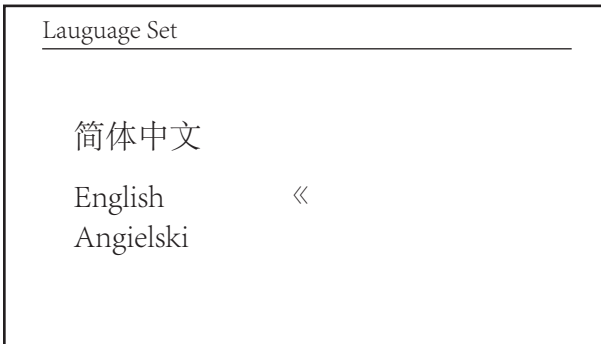 Lauguage Set
简体中文
English 《
Angielski